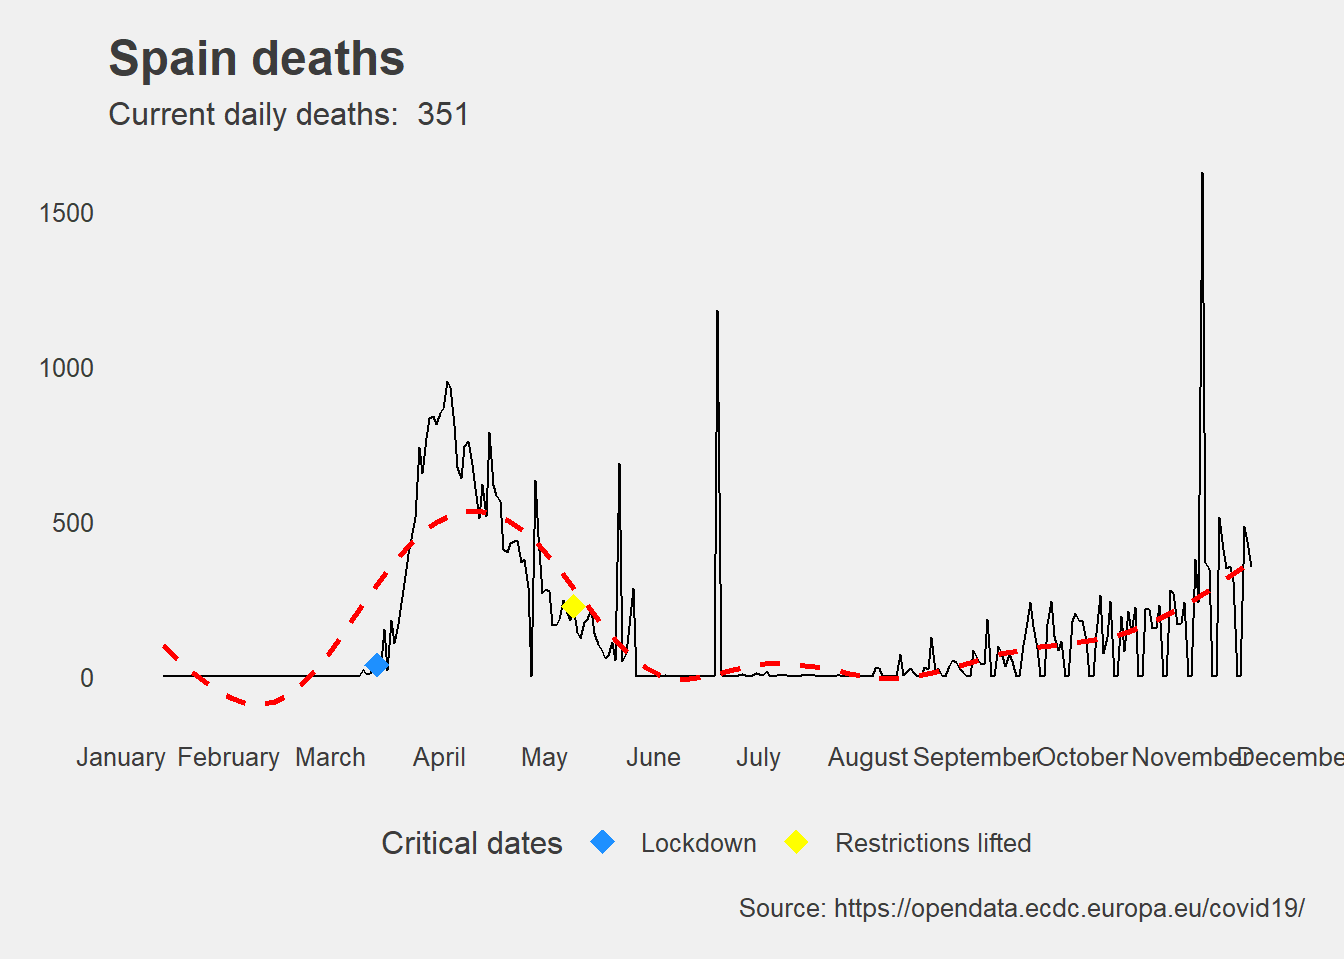 Spain deaths
Current daily deaths:  351
1500
1000
500
0
January February March April May June July August September October November Decembe
Critical dates Lockdown Restrictions lifted
Source: https://opendata.ecdc.europa.eu/covid19/